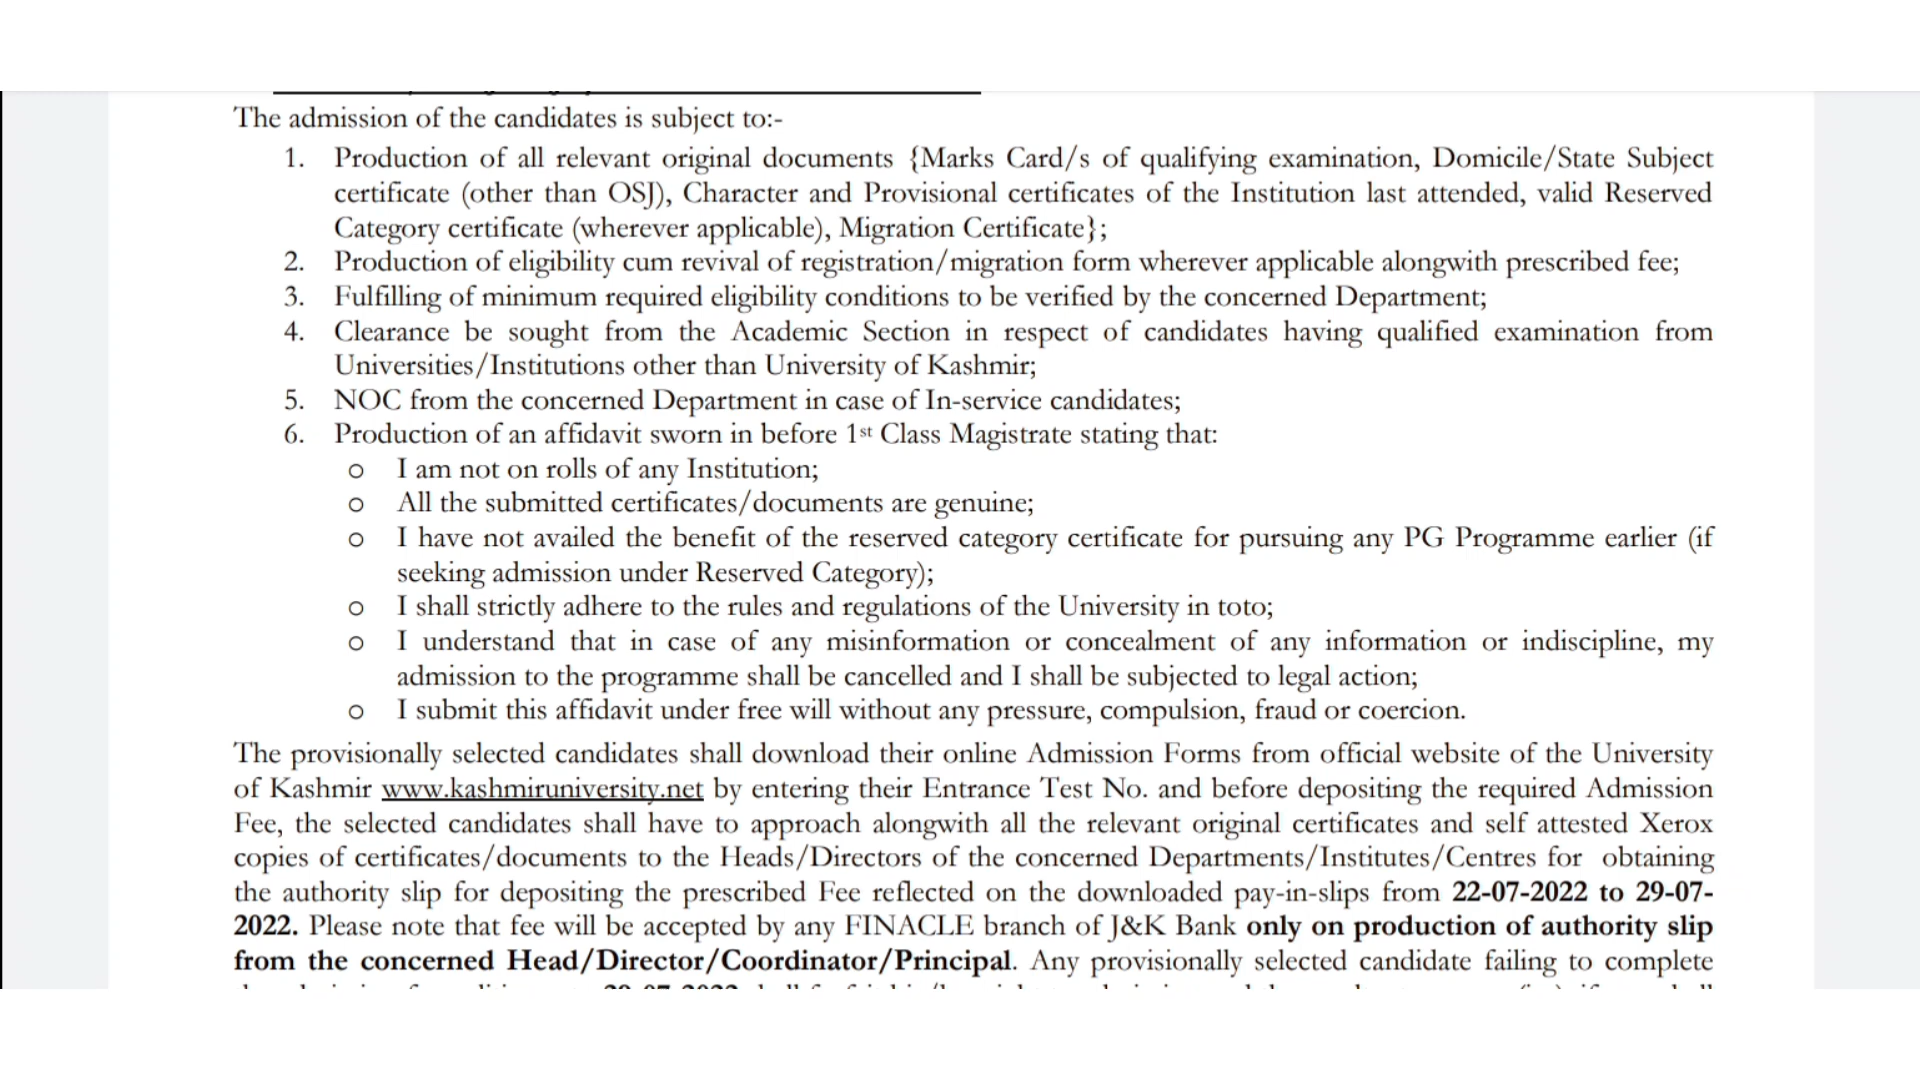 The admission of the candidates is subject to:-
1. Production of all relevant original documents {Marks Card/s of qualifying examination, Domicile/State Subject
certificate (other than OSJ), Character and Provisional certificates of the Institution last attended, valid Reserved
Category certificate (wherever applicable), Migration Certificate};
2. Production of eligibility cum revival of registration/migration form wherever applicable alongwith prescribed fee;
3. Fulfilling of minimum required eligibility conditions to be verified by the concerned Department;
4. Clearance be sought from the Academic Section in respect of candidates having qualified examination from
Universities/Institutions other than University of Kashmir;
5. NOC from the concerned Department in case of In-service candidates;
6. Production of an affidavit sworn in before 1st Class Magistrate stating that:
o I am not on rolls of any Institution;
o All the submitted certificates/documents are genuine;
o I have not availed the benefit of the reserved category certificate for pursuing any PG Programme earlier (if
seeking admission under Reserved Category);
o I shall strictly adhere to the rules and regulations of the University in toto;
o I understand that in case of any misinformation or concealment of any information or indiscipline, my
admission to the programme shall be cancelled and I shall be subjected to legal action;
o I submit this affidavit under free will without any pressure, compulsion, fraud or coercion.
The provisionally selected candidates shall download their online Admission Forms from official website of the University
of Kashmir www.kashmiruniversity.net by entering their Entrance Test No. and before depositing the required Admission
Fee, the selected candidates shall have to approach alongwith all the relevant original certificates and self attested Xerox
copies of certificates/documents to the Heads/Directors of the concerned Departments/Institutes/Centres for obtaining
the authority slip for depositing the prescribed Fee reflected on the downloaded pay-in-slips from 22-07-2022 to 29-07-
2022. Please note that fee will be accepted by any FINACLE branch of J&K Bank only on production of authority slip
from the concerned Head/Director/Coordinator/Principal. Any provisionally selected candidate failing to complete